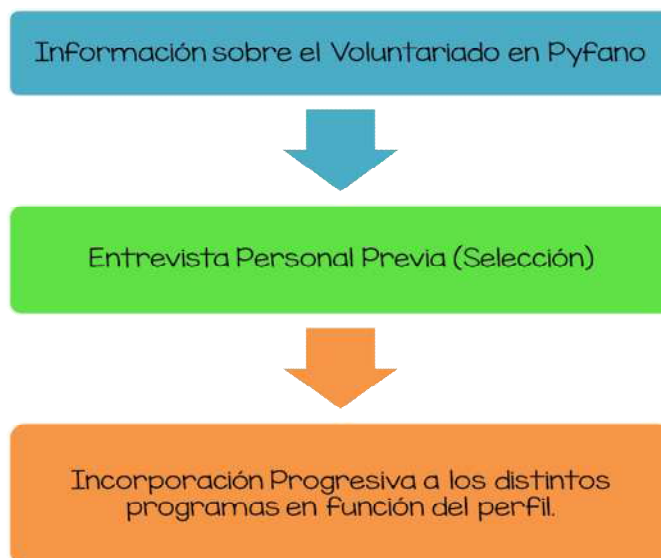 Información sobre el Voluntariado en Pyfano
Entrevista Personal Previa (Selección)
Incorporación Progresiva a los distintos
programas en función del perfil.